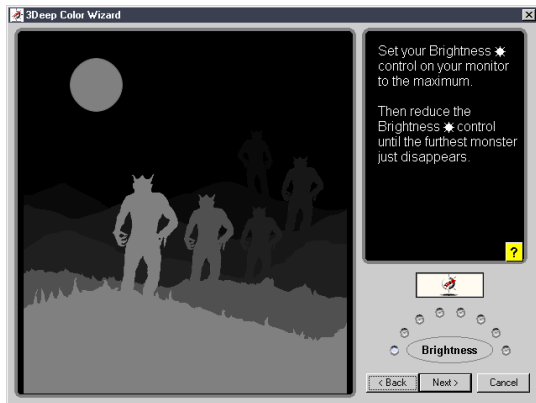 3Deep Color Wizard
Set your Brightness
control on your monitor
to the maximum.
Then reduce the
Brightness control
until the furthest monster
just disappears.
?
Brightness
< Back
Next >
Cancel